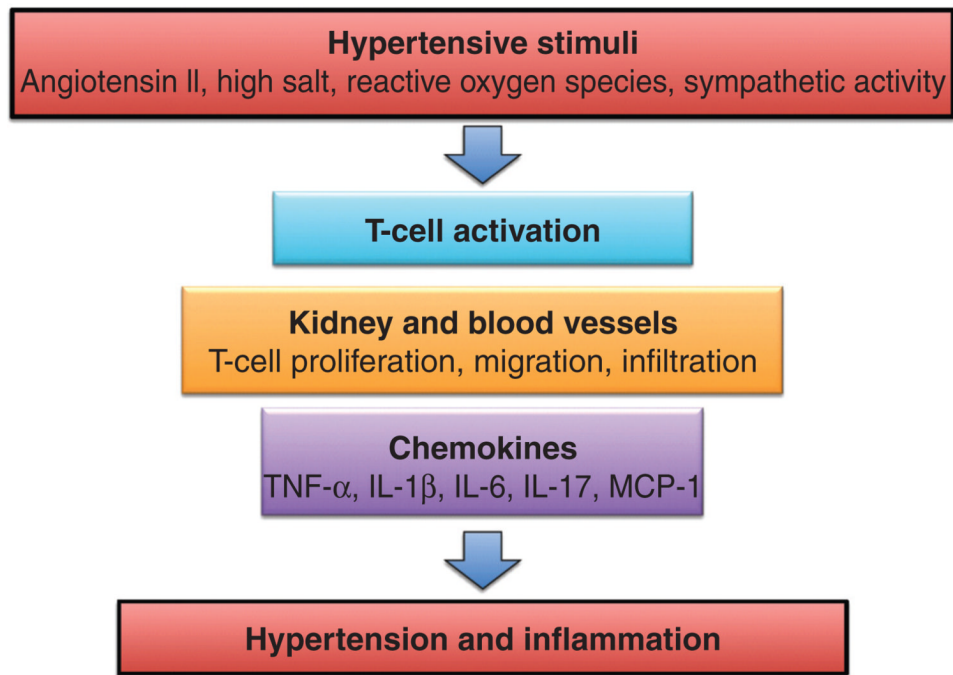 Hypertensive stimuli
Angiotensin II, high salt, reactive oxygen species, sympathetic activity
T-cell activation
Kidney and blood vessels
T-cell proliferation, migration, infiltration
Chemokines
TNF-α, IL-1β, IL-6, IL-17, MCP-1
Hypertension and inflammation